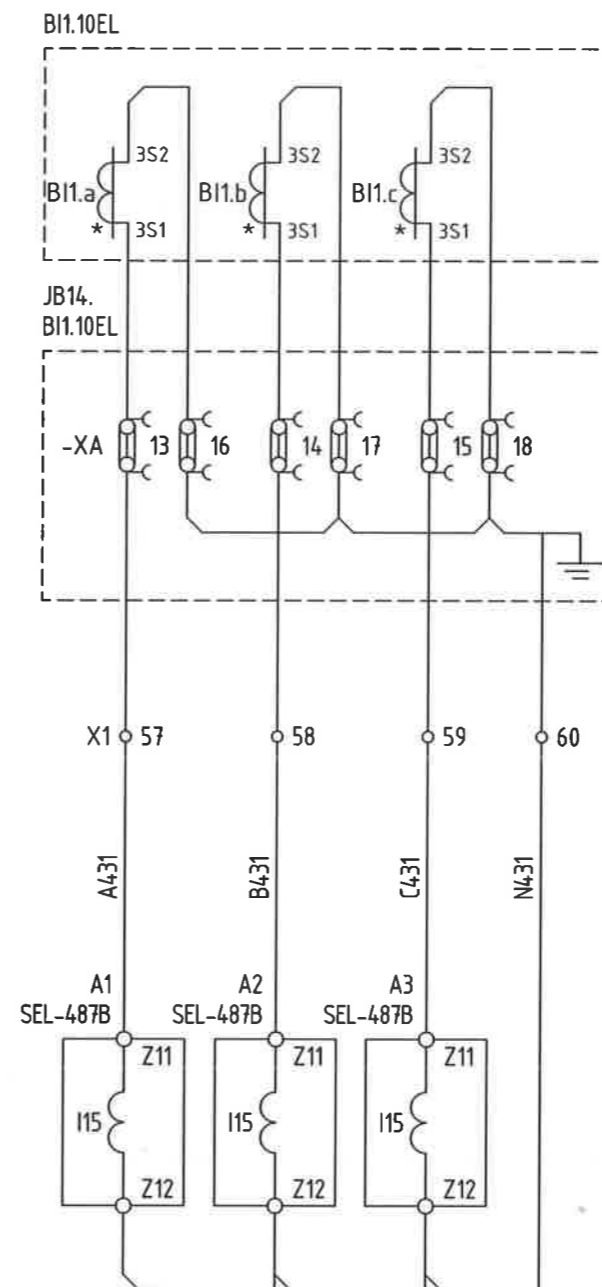 BI1.10EL
3S2 3S2 3S2
BI1.a BI1.b BI1.c
* 3S1 * 3S1 * 3S1
JB14.
BI1.10EL
-XA 13 16 14 17 15 18
X1 57 58 59 60
A431 B431 C431 N431
A1 A2 A3
SEL-487B SEL-487B SEL-487B
Z11 Z11 Z11
I15 I15 I15
Z12 Z12 Z12